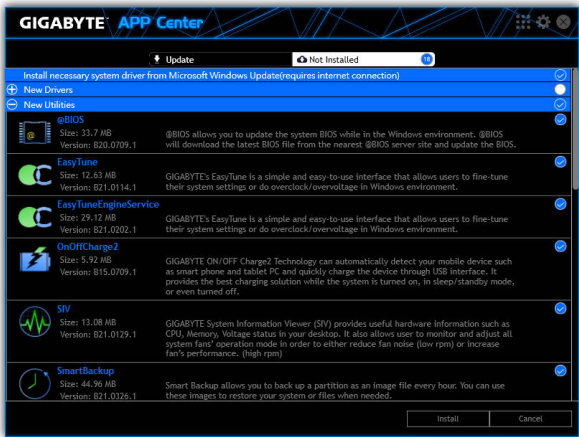 GIGABYTE™ APP Center
Update
Not Installed 18
Install necessary system driver from Microsoft Windows Update(requires internet connection)
New Drivers
New Utilities
@BIOS
Size: 33.7 MB
Version: B20.0709.1
@BIOS allows you to update the system BIOS while in the Windows environment. @BIOS
will download the latest BIOS file from the nearest @BIOS server site and update the BIOS.
EasyTune
Size: 12.63 MB
Version: B21.0114.1
GIGABYTE's EasyTune is a simple and easy-to-use interface that allows users to fine-tune
their system settings or do overclock/overvoltage in Windows environment.
EasyTuneEngineService
Size: 29.12 MB
Version: B21.0202.1
GIGABYTE's EasyTune is a simple and easy-to-use interface that allows users to fine-tune
their system settings or do overclock/overvoltage in Windows environment.
OnOffCharge2
Size: 5.92 MB
Version: B15.0709.1
GIGABYTE ON/OFF Charge2 Technology can automatically detect your mobile device such
as smart phone and tablet PC and quickly charge the device through USB interface. It
provides the best charging solution while the system is turned on, in sleep/standby mode,
or even turned off.
SIV
Size: 13.08 MB
Version: B21.0129.1
GIGABYTE System Information Viewer (SIV) provides useful hardware information such as
CPU, Memory, Voltage status in your desktop. It also allows user to monitor and adjust all
system fans' operation mode in order to either reduce fan noise (low rpm) or increase
fan's performance. (high rpm)
SmartBackup
Size: 44.96 MB
Version: B21.0326.1
Smart Backup allows you to back up a partition as an image file every hour. You can use
these images to restore your system or files when needed.
Install
Cancel